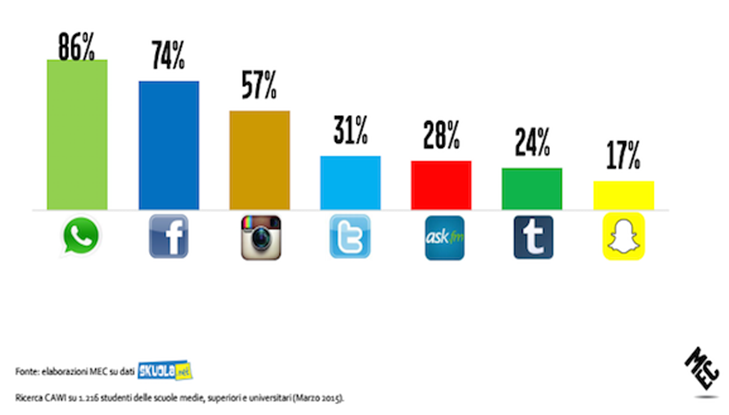 86%
74%
57%
31%
28%
24%
17%
f
t
ask fm
t
Fonte: elaborazioni MEC su dati SKUOLA.net
MEC
Ricerca CAWI su 1.216 studenti delle scuole medie, superiori e universitari (Marzo 2015).